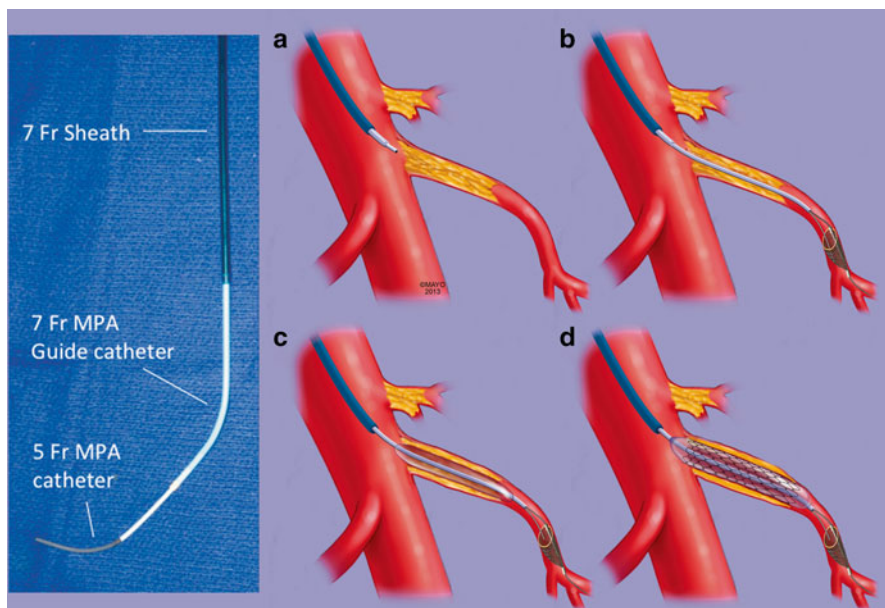 7 Fr Sheath
7 Fr MPA
Guide catheter
5 Fr MPA
catheter
a
b
©MAYO
2013
c
d